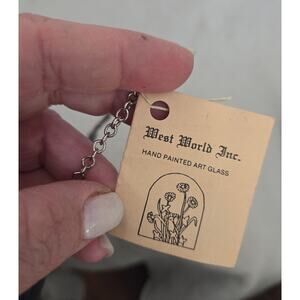 West World Inc.
HAND PAINTED ART GLASS